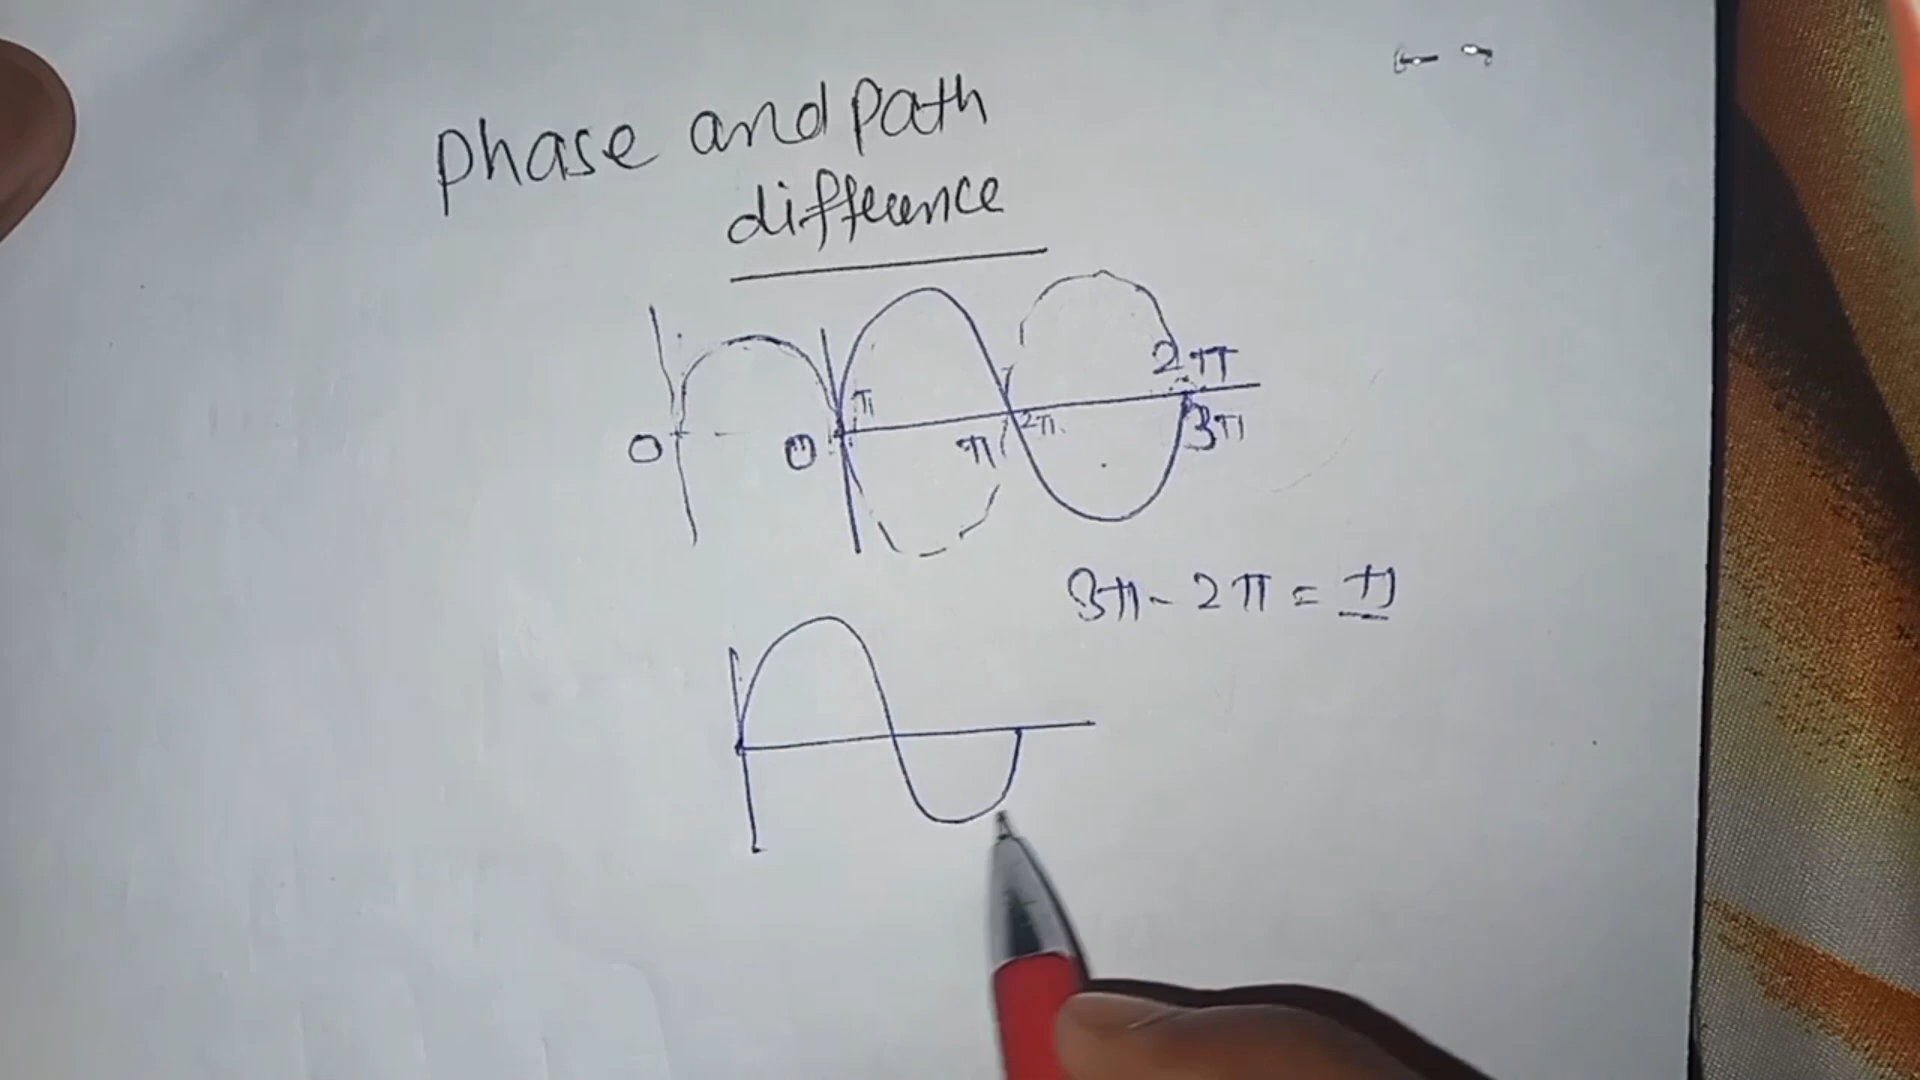 Phase and Path
difference
2π
π
0 0 π 2π 3π
3π - 2π = π